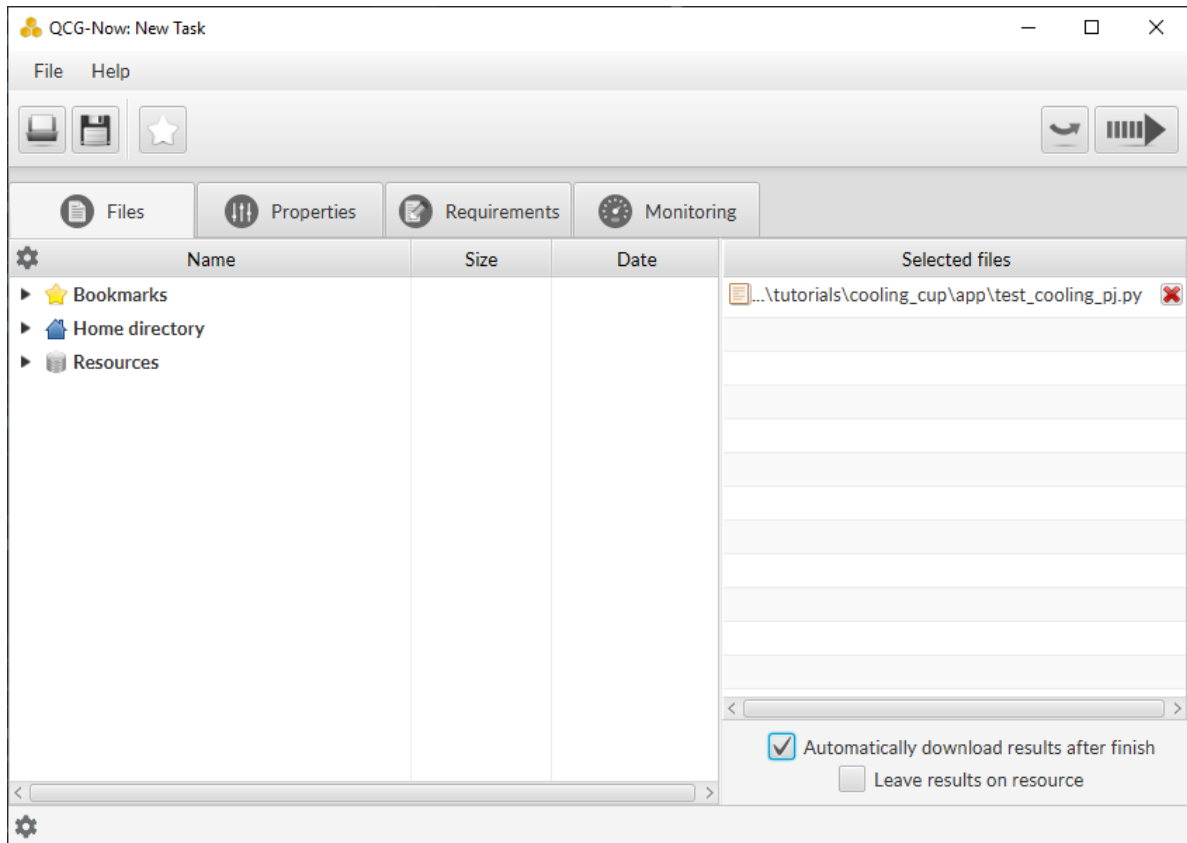 QCG-Now: New Task
File Help
Files Properties Requirements Monitoring
Name Size Date Selected files
Bookmarks ...\tutorials\cooling_cup\app\test_cooling_pj.py
Home directory
Resources
Automatically download results after finish
Leave results on resource